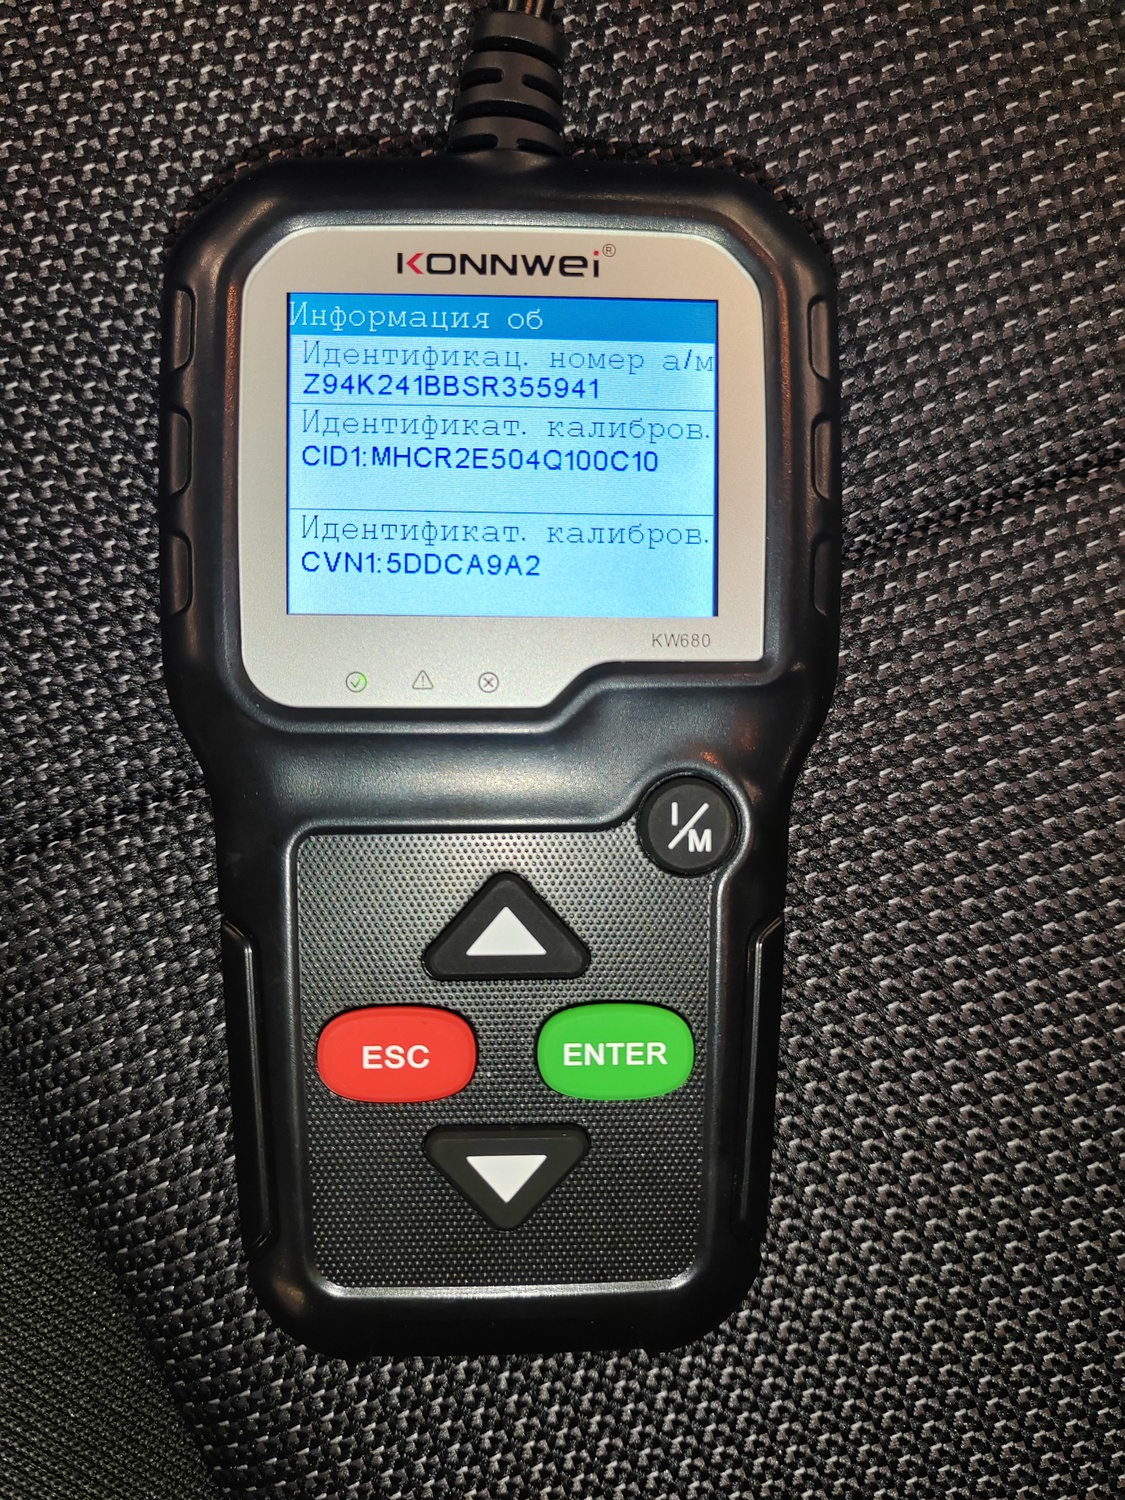 KONNWEI®
Информация об
Идентификац. номер а/м
Z94K241BBSR355941
Идентификат. калибров.
CID1:MHCR2E504Q100C10
Идентификат. калибров.
CVN1:5DDCA9A2
KW680
I/M
ESC
ENTER